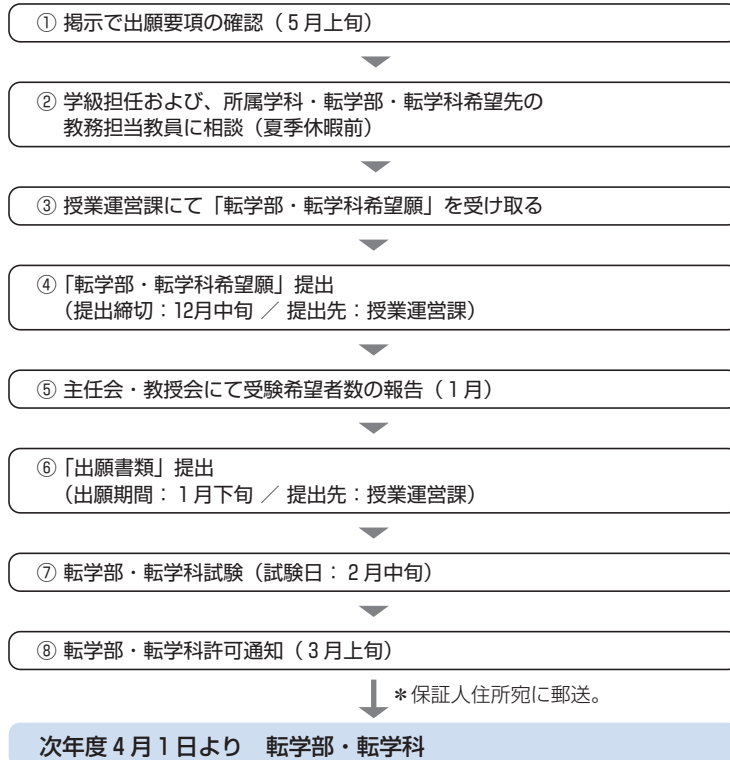 ① 掲示で出願要項の確認（５月上旬）
② 学級担任および、所属学科・転学部・転学科希望先の
教務担当教員に相談（夏季休暇前）
③ 授業運営課にて「転学部・転学科希望願」を受け取る
④「転学部・転学科希望願」提出
（提出締切：12月中旬 ／ 提出先：授業運営課）
⑤ 主任会・教授会にて受験希望者数の報告（１月）
⑥「出願書類」提出
（出願期間：１月下旬 ／ 提出先：授業運営課）
⑦ 転学部・転学科試験（試験日：２月中旬）
⑧ 転学部・転学科許可通知（３月上旬）
＊保証人住所宛に郵送。
次年度４月１日より　転学部・転学科